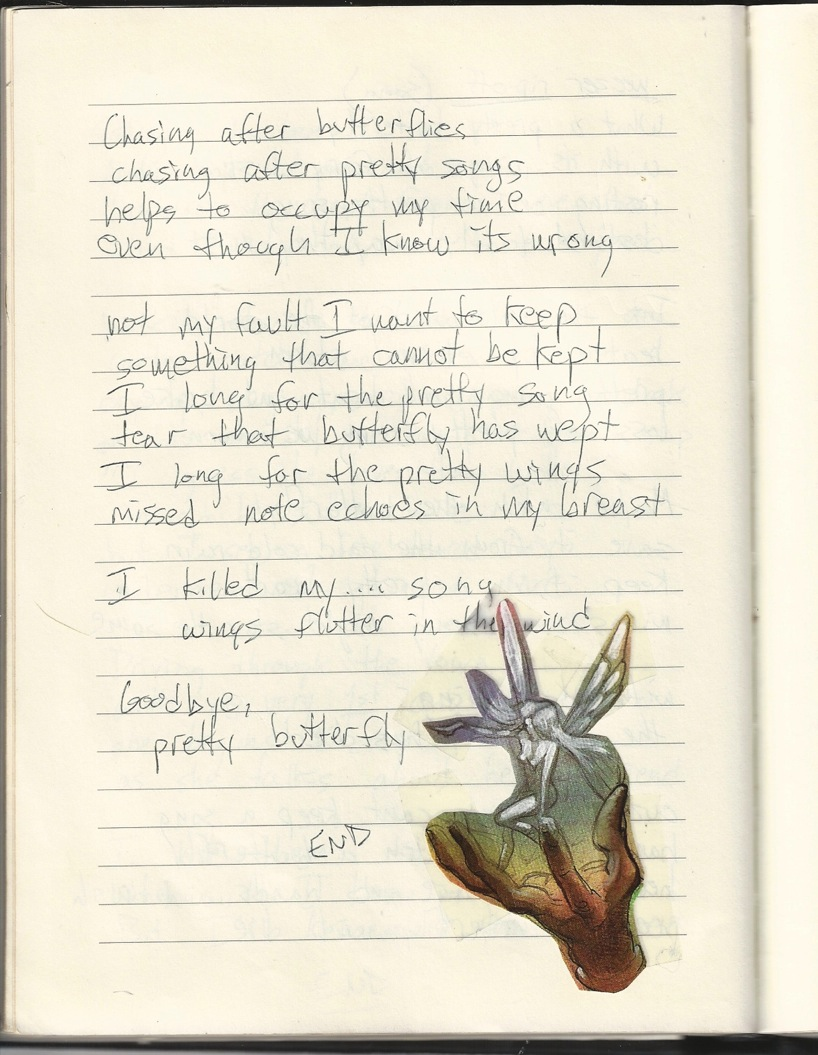 Chasing after butterflies
chasing after pretty songs
helps to occupy my time
even though I know its wrong
not my fault I want to keep
something that cannot be kept
I long for the pretty song
tear that butterfly has wept
I long for the pretty wings
missed note echoes in my breast
I killed my.... song
wings flutter in the wind
Goodbye,
pretty butterfly
END